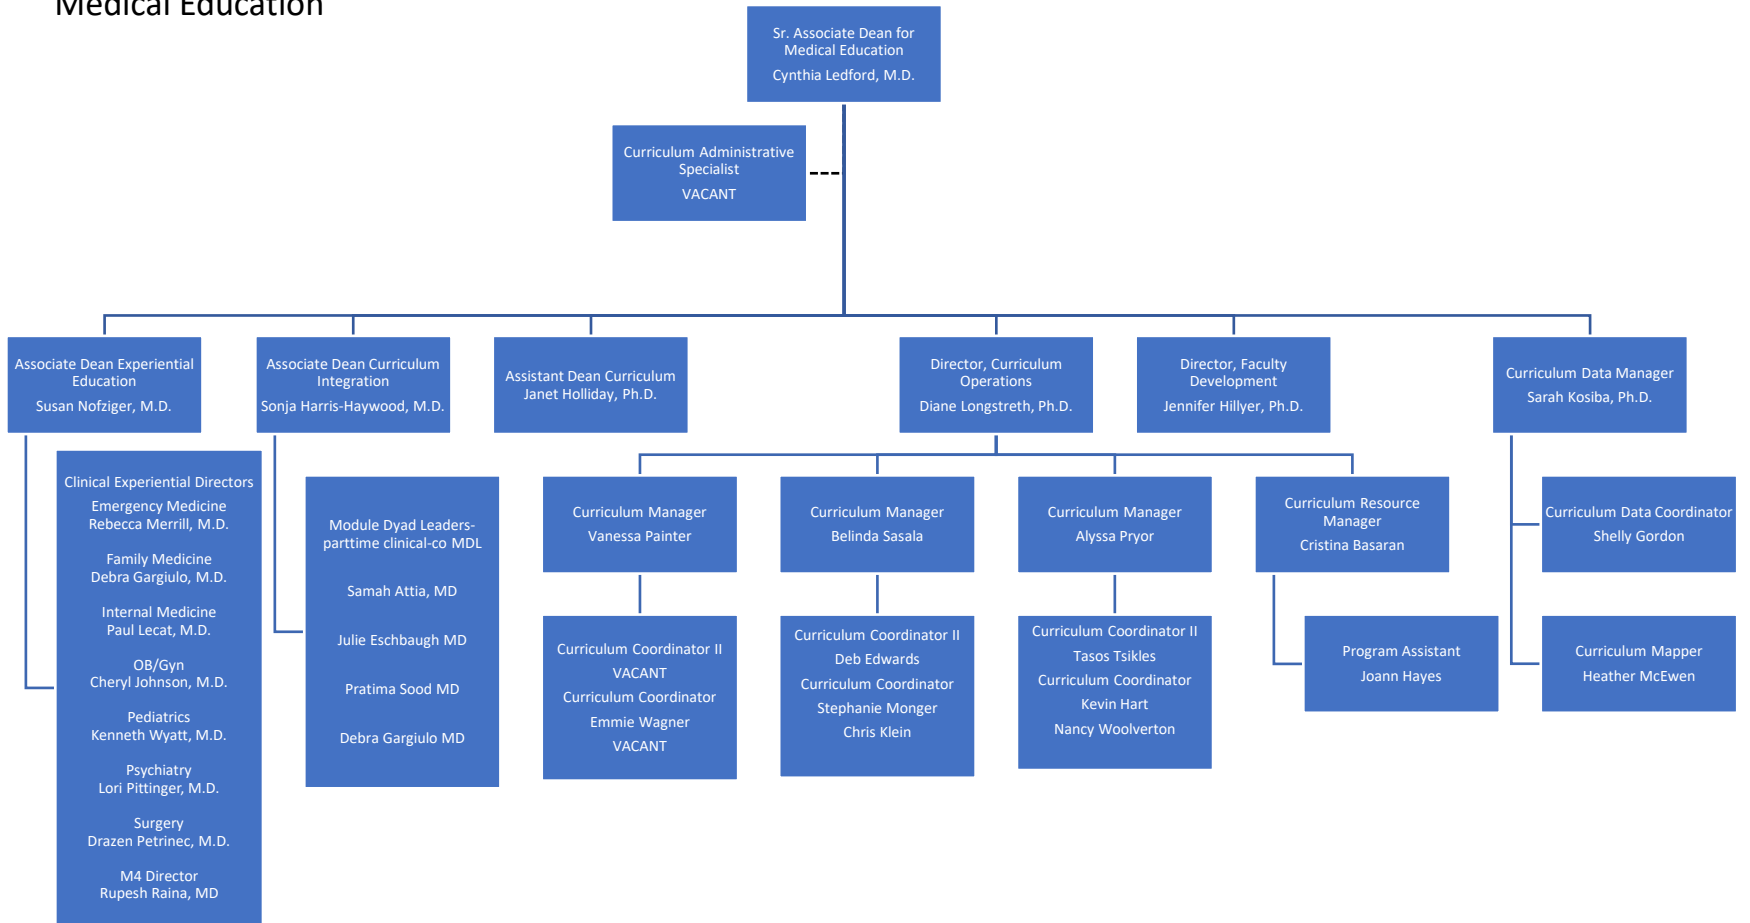 Medical Education
Sr. Associate Dean for
Medical Education
Cynthia Ledford, M.D.
Curriculum Administrative
Specialist
VACANT
Associate Dean Experiential
Education
Susan Nofziger, M.D.
Associate Dean Curriculum
Integration
Sonja Harris-Haywood, M.D.
Assistant Dean Curriculum
Janet Holliday, Ph.D.
Director, Curriculum
Operations
Diane Longstreth, Ph.D.
Director, Faculty
Development
Jennifer Hillyer, Ph.D.
Curriculum Data Manager
Sarah Kosiba, Ph.D.
Clinical Experiential Directors
Emergency Medicine
Rebecca Merrill, M.D.
Family Medicine
Debra Gargiulo, M.D.
Internal Medicine
Paul Lecat, M.D.
OB/Gyn
Cheryl Johnson, M.D.
Pediatrics
Kenneth Wyatt, M.D.
Psychiatry
Lori Pittinger, M.D.
Surgery
Drazen Petrinec, M.D.
M4 Director
Rupesh Raina, MD
Module Dyad Leaders-
parttime clinical-co MDL
Samah Attia, MD
Julie Eschbaugh MD
Pratima Sood MD
Debra Gargiulo MD
Curriculum Manager
Vanessa Painter
Curriculum Coordinator II
VACANT
Curriculum Coordinator
Emmie Wagner
VACANT
Curriculum Manager
Belinda Sasala
Curriculum Coordinator II
Deb Edwards
Curriculum Coordinator
Stephanie Monger
Chris Klein
Curriculum Manager
Alyssa Pryor
Curriculum Coordinator II
Tasos Tsikles
Curriculum Coordinator
Kevin Hart
Nancy Woolverton
Curriculum Resource
Manager
Cristina Basaran
Program Assistant
Joann Hayes
Curriculum Data Coordinator
Shelly Gordon
Curriculum Mapper
Heather McEwen